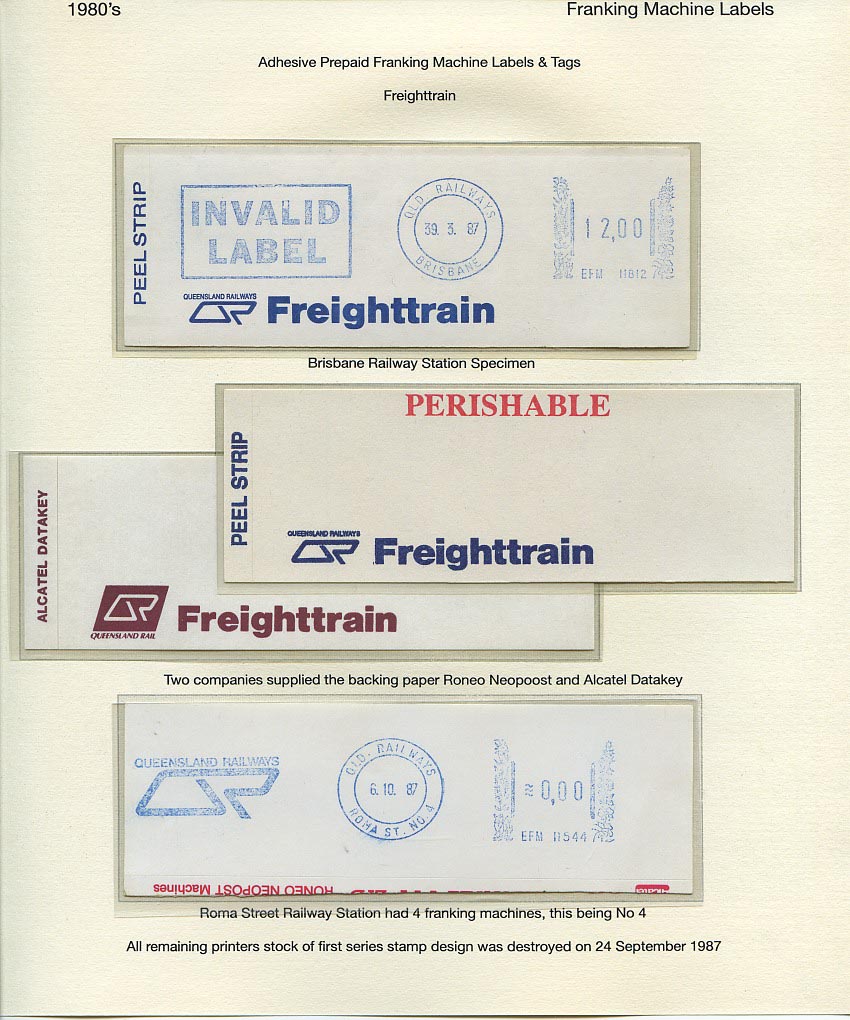 1980's
Franking Machine Labels
Adhesive Prepaid Franking Machine Labels & Tags
Freighttrain
PEEL STRIP
INVALID
LABEL
QLD. RAILWAYS
39. 3. 87
BRISBANE
12,00
EFM 11612
QUEENSLAND RAILWAYS
QR Freighttrain
Brisbane Railway Station Specimen
PERISHABLE
PEEL STRIP
QUEENSLAND RAILWAYS
QR Freighttrain
ALCATEL DATAKEY
QR Freighttrain
QUEENSLAND RAIL
Two companies supplied the backing paper Roneo Neopoost and Alcatel Datakey
QUEENSLAND RAILWAYS
QR
QLD. RAILWAYS
6. 10. 87
ROMA ST. NO. 4
≈0,00
EFM 11544
RONEO NEOPOST Machines
Roma Street Railway Station had 4 franking machines, this being No 4
All remaining printers stock of first series stamp design was destroyed on 24 September 1987